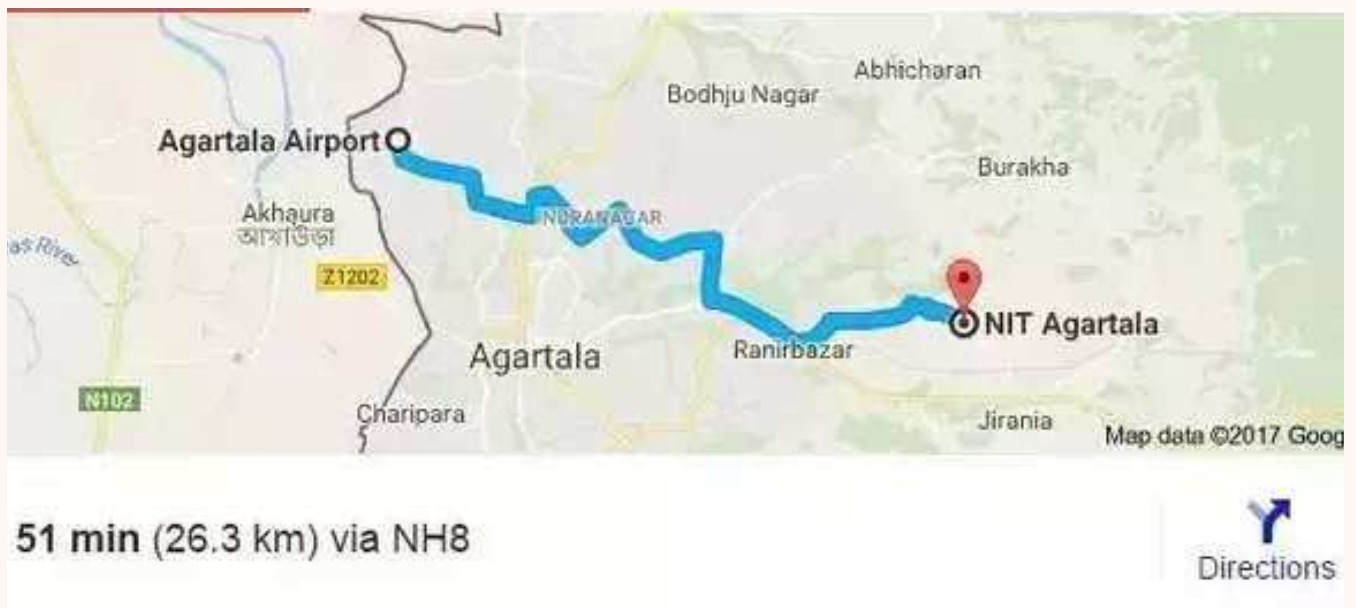 Abhicharan
Bodhju Nagar
Agartala Airport
Burakha
Akhaura
আখাউড়া
NURANAGAR
as River
Z1202
NIT Agartala
Agartala
Ranirbazar
N102
Charipara
Jirania
Map data ©2017 Goog
51 min (26.3 km) via NH8
Directions